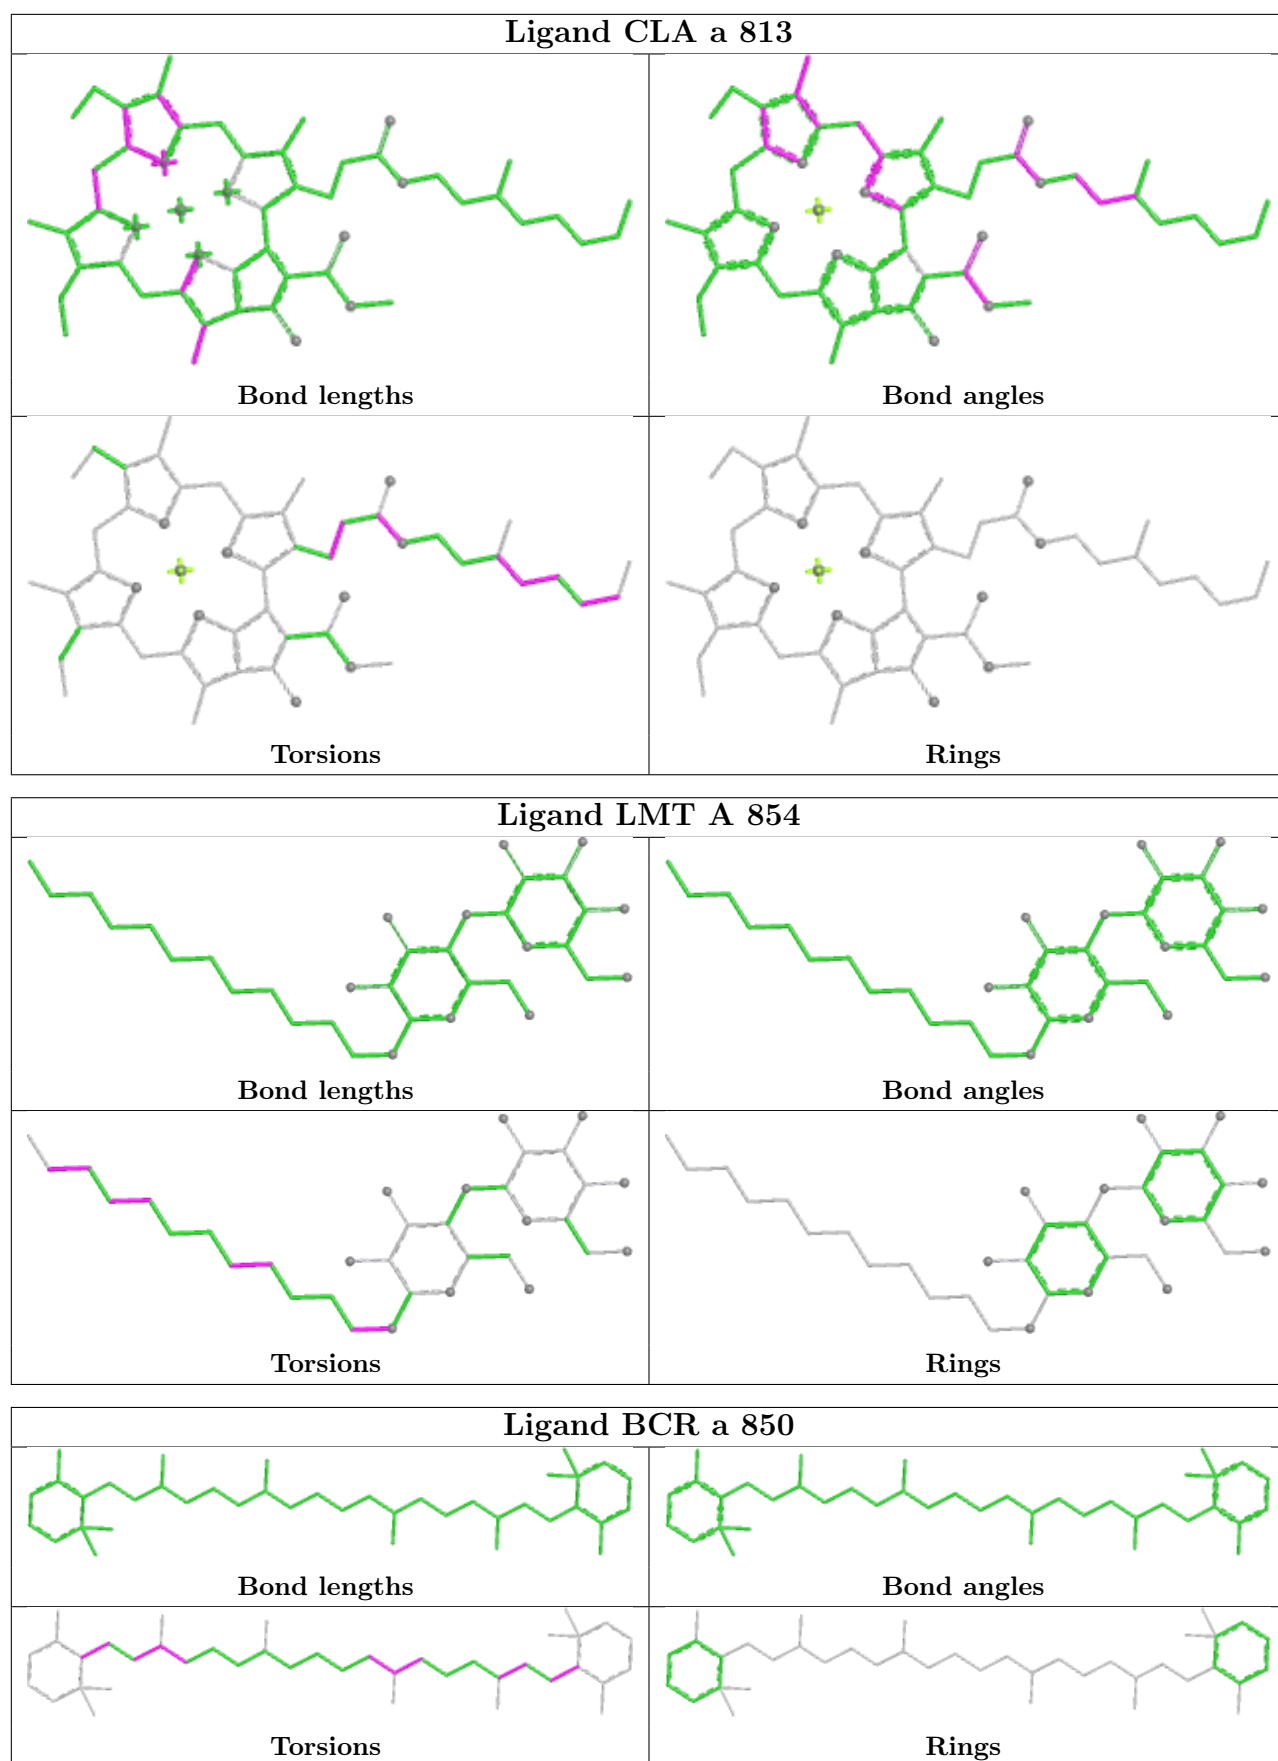 Ligand CLA a 813
Bond lengths
Bond angles
Torsions
Rings
Ligand LMT A 854
Bond lengths
Bond angles
Torsions
Rings
Ligand BCR a 850
Bond lengths
Bond angles
Torsions
Rings